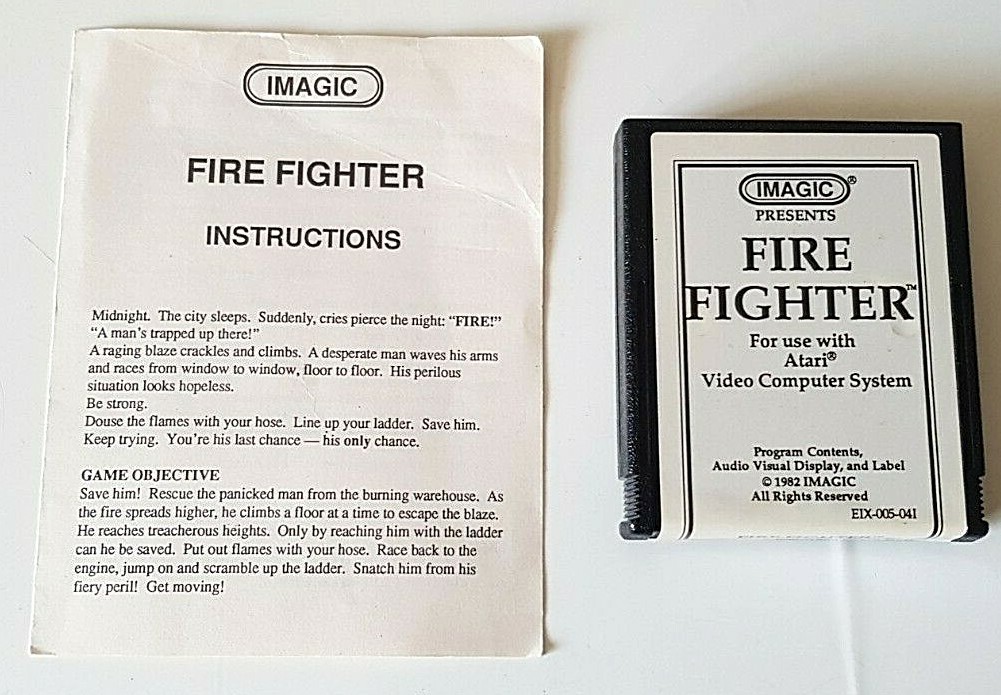 IMAGIC
FIRE FIGHTER
INSTRUCTIONS
Midnight. The city sleeps. Suddenly, cries pierce the night: “FIRE!”
“A man’s trapped up there!”
A raging blaze crackles and climbs. A desperate man waves his arms
and races from window to window, floor to floor. His perilous
situation looks hopeless.
Be strong.
Douse the flames with your hose. Line up your ladder. Save him.
Keep trying. You’re his last chance — his only chance.
GAME OBJECTIVE
Save him! Rescue the panicked man from the burning warehouse. As
the fire spreads higher, he climbs a floor at a time to escape the blaze.
He reaches treacherous heights. Only by reaching him with the ladder
can he be saved. Put out flames with your hose. Race back to the
engine, jump on and scramble up the ladder. Snatch him from his
fiery peril! Get moving!
IMAGIC®
PRESENTS
FIRE
FIGHTER™
For use with
Atari®
Video Computer System
Program Contents,
Audio Visual Display, and Label
© 1982 IMAGIC
All Rights Reserved
EIX-005-041